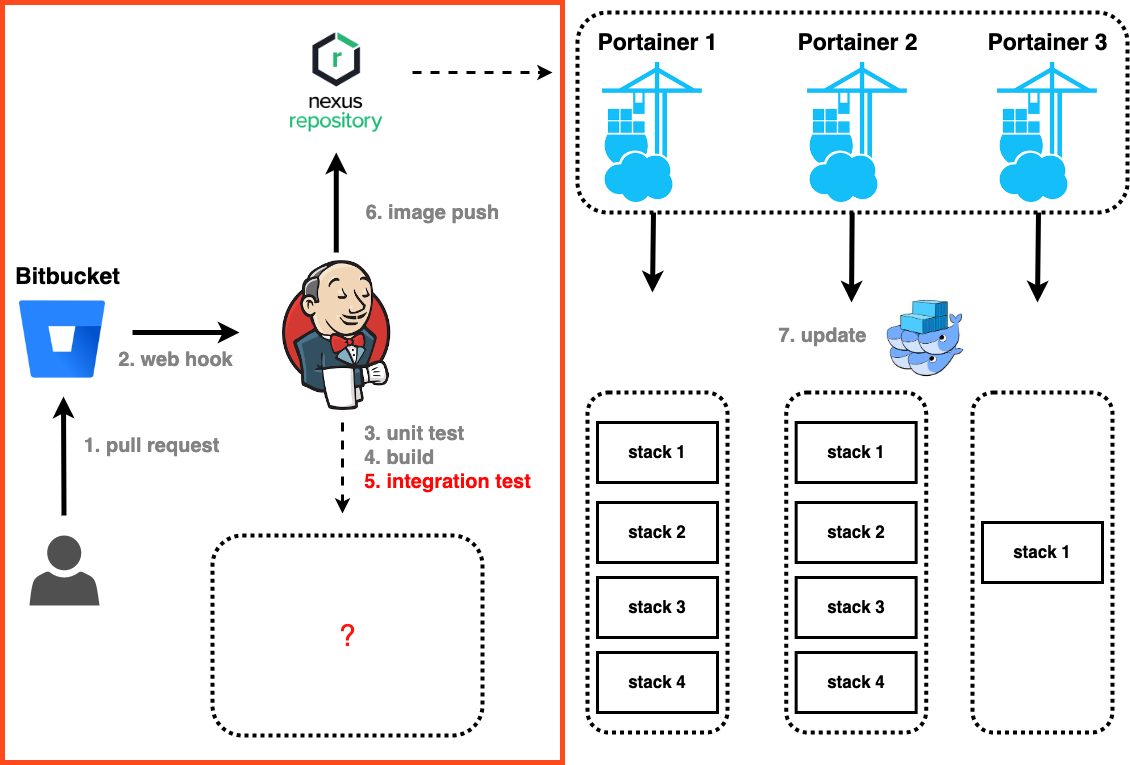 r
nexus
repository
6. image push
Bitbucket
2. web hook
1. pull request
3. unit test
4. build
5. integration test
?
Portainer 1
Portainer 2
Portainer 3
7. update
stack 1
stack 2
stack 3
stack 4
stack 1
stack 2
stack 3
stack 4
stack 1